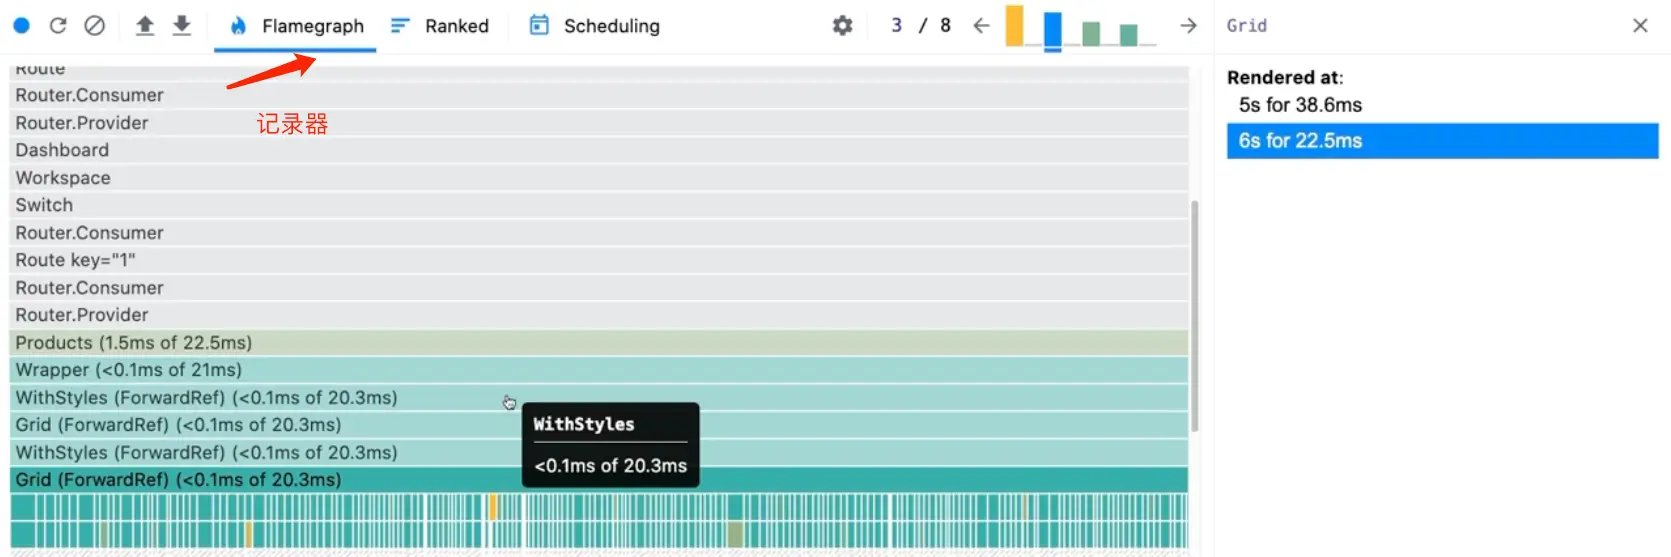 Flamegraph Ranked Scheduling 3 / 8 Grid
Route
Router.Consumer
Router.Provider
Dashboard
Workspace
Switch
Router.Consumer
Route key="1"
Router.Consumer
Router.Provider
Products (1.5ms of 22.5ms)
Wrapper (<0.1ms of 21ms)
WithStyles (ForwardRef) (<0.1ms of 20.3ms)
Grid (ForwardRef) (<0.1ms of 20.3ms)
WithStyles (ForwardRef) (<0.1ms of 20.3ms)
Grid (ForwardRef) (<0.1ms of 20.3ms)
记录器
WithStyles
<0.1ms of 20.3ms
Rendered at:
5s for 38.6ms
6s for 22.5ms